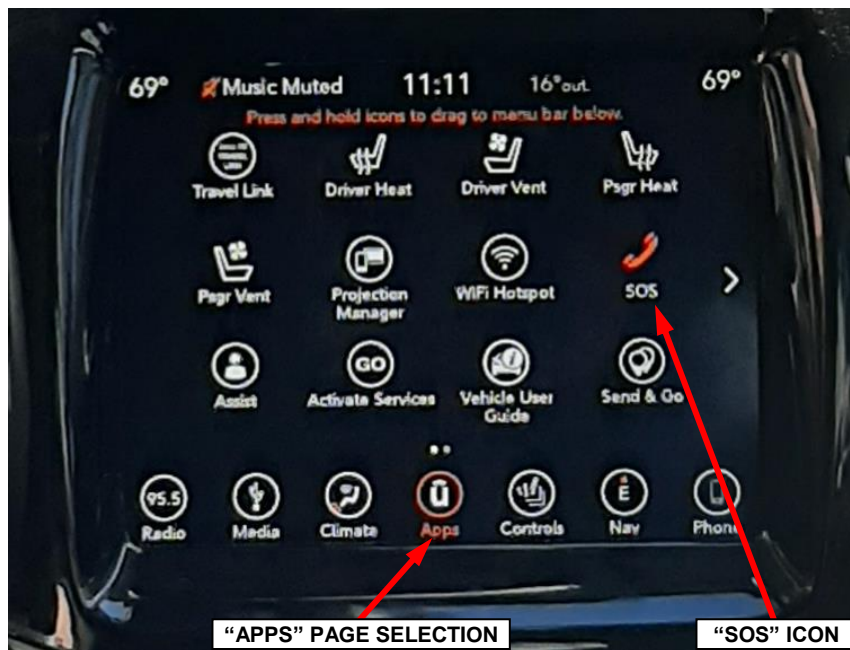 69° Music Muted 11:11 16°out. 69°
Press and hold icons to drag to menu bar below.
Travel Link Driver Heat Driver Vent Psgr Heat
Psgr Vent Projection Manager WiFi Hotspot SOS
GO
Assist Activate Services Vehicle User Guide Send & Go
95.5 ū E
Radio Media Climate Apps Controls Nav Phone
“APPS” PAGE SELECTION “SOS” ICON